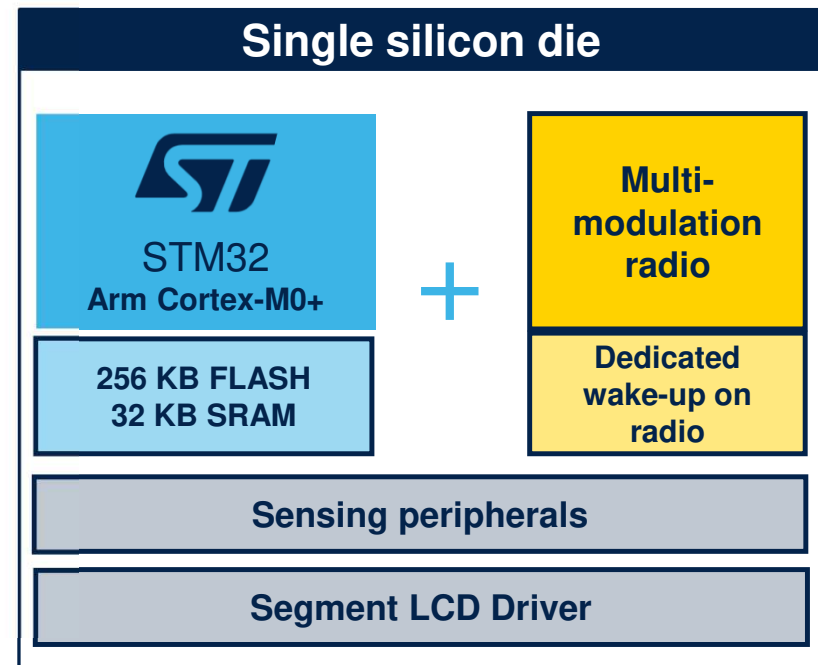 Single silicon die
ST
STM32
Arm Cortex-M0+
256 KB FLASH
32 KB SRAM
+
Multi-
modulation
radio
Dedicated
wake-up on
radio
Sensing peripherals
Segment LCD Driver